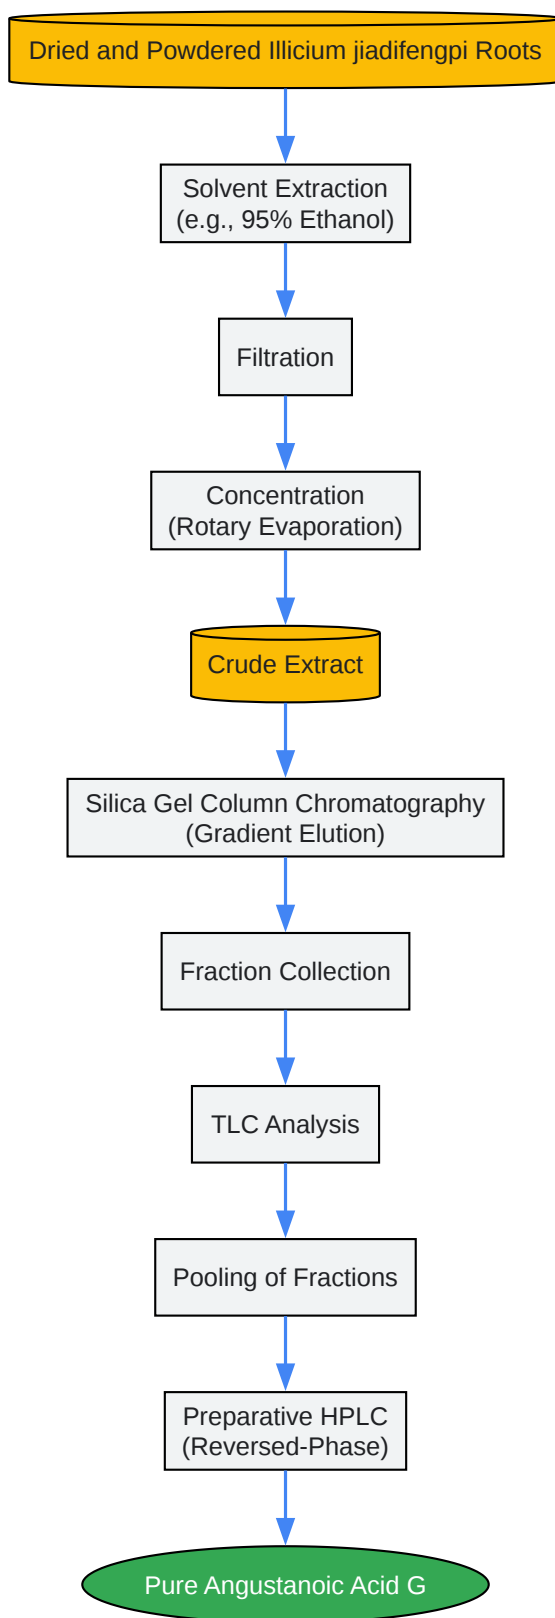 Dried and Powdered Illicium jiadifengpi Roots
Solvent Extraction
(e.g., 95% Ethanol)
Filtration
Concentration
(Rotary Evaporation)
Crude Extract
Silica Gel Column Chromatography
(Gradient Elution)
Fraction Collection
TLC Analysis
Pooling of Fractions
Preparative HPLC
(Reversed-Phase)
Pure Angustanoic Acid G